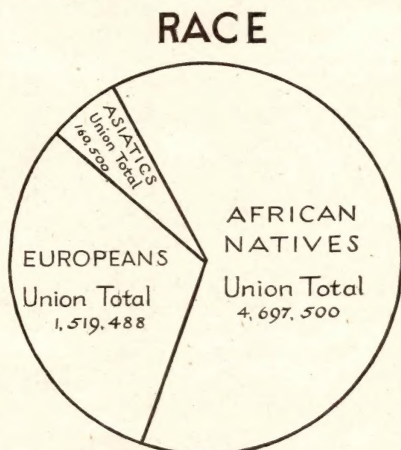 RACE
ASIATICS
Union Total
160,500
AFRICAN
NATIVES
Union Total
4,697,500
EUROPEANS
Union Total
1,519,488